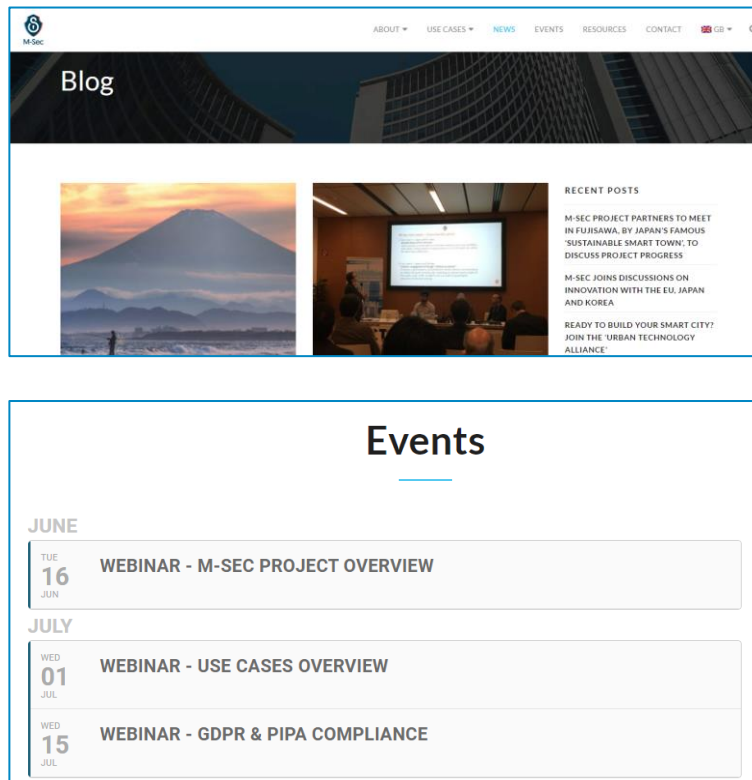 M-Sec
ABOUT USE CASES NEWS EVENTS RESOURCES CONTACT GB
Blog
RECENT POSTS
M-SEC PROJECT PARTNERS TO MEET
IN FUJISAWA, BY JAPAN'S FAMOUS
'SUSTAINABLE SMART TOWN', TO
DISCUSS PROJECT PROGRESS
M-SEC JOINS DISCUSSIONS ON
INNOVATION WITH THE EU, JAPAN
AND KOREA
READY TO BUILD YOUR SMART CITY?
JOIN THE 'URBAN TECHNOLOGY
ALLIANCE'
Events
JUNE
TUE
16
JUN
WEBINAR - M-SEC PROJECT OVERVIEW
JULY
WED
01
JUL
WEBINAR - USE CASES OVERVIEW
WED
15
JUL
WEBINAR - GDPR & PIPA COMPLIANCE